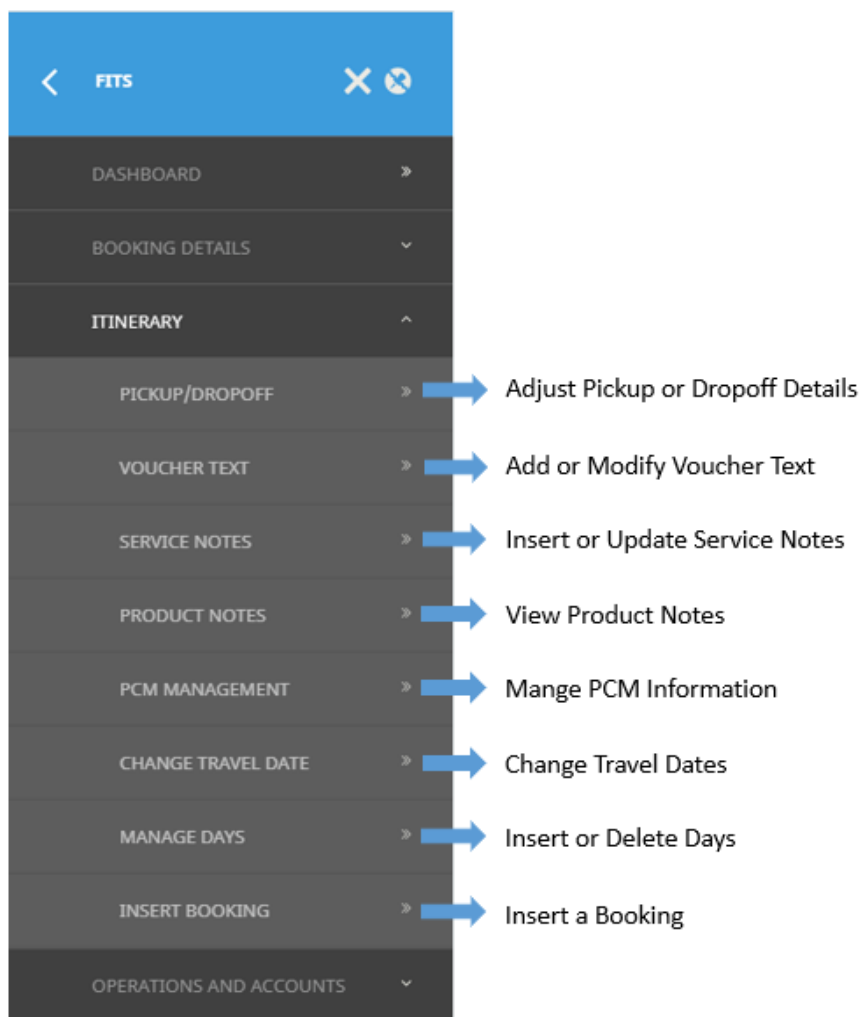 FITS
DASHBOARD
BOOKING DETAILS
ITINERARY
PICKUP/DROPOFF Adjust Pickup or Dropoff Details
VOUCHER TEXT Add or Modify Voucher Text
SERVICE NOTES Insert or Update Service Notes
PRODUCT NOTES View Product Notes
PCM MANAGEMENT Mange PCM Information
CHANGE TRAVEL DATE Change Travel Dates
MANAGE DAYS Insert or Delete Days
INSERT BOOKING Insert a Booking
OPERATIONS AND ACCOUNTS